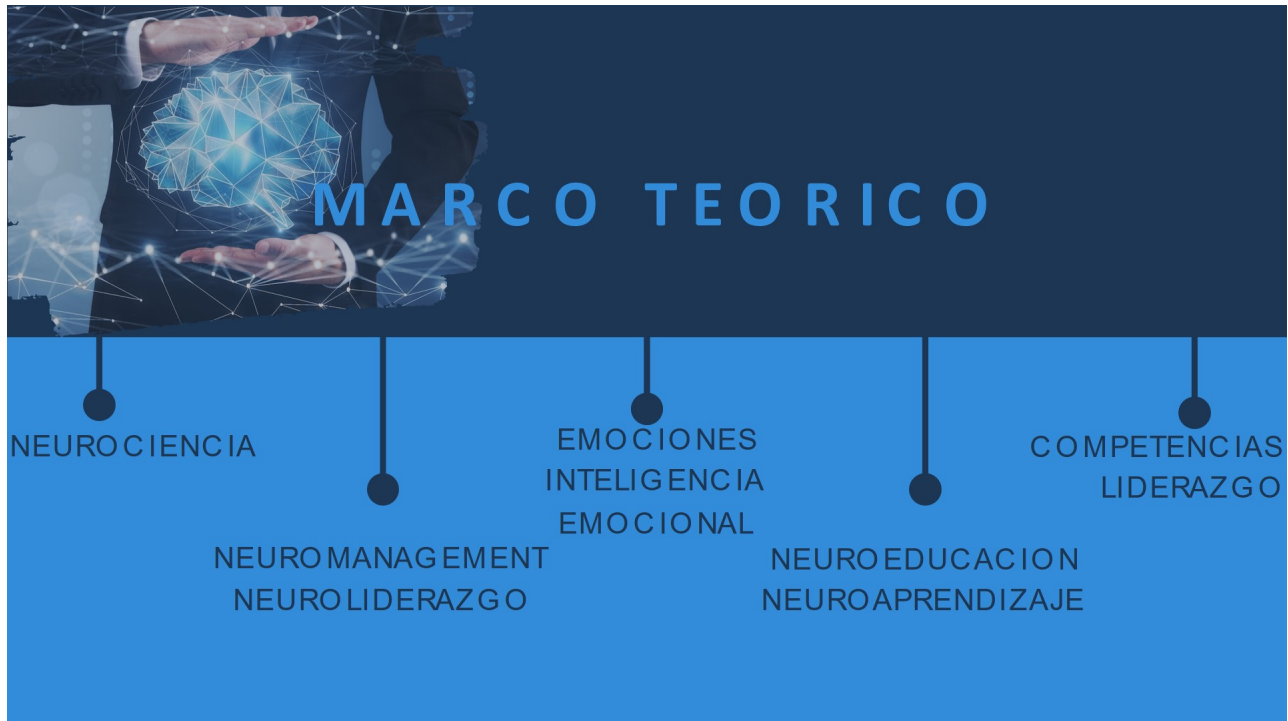 MARCO TEORICO
NEUROCIENCIA
NEUROMANAGEMENT
NEUROLIDERAZGO
EMOCIONES
INTELIGENCIA
EMOCIONAL
NEUROEDUCACION
NEUROAPRENDIZAJE
COMPETENCIAS
LIDERAZGO